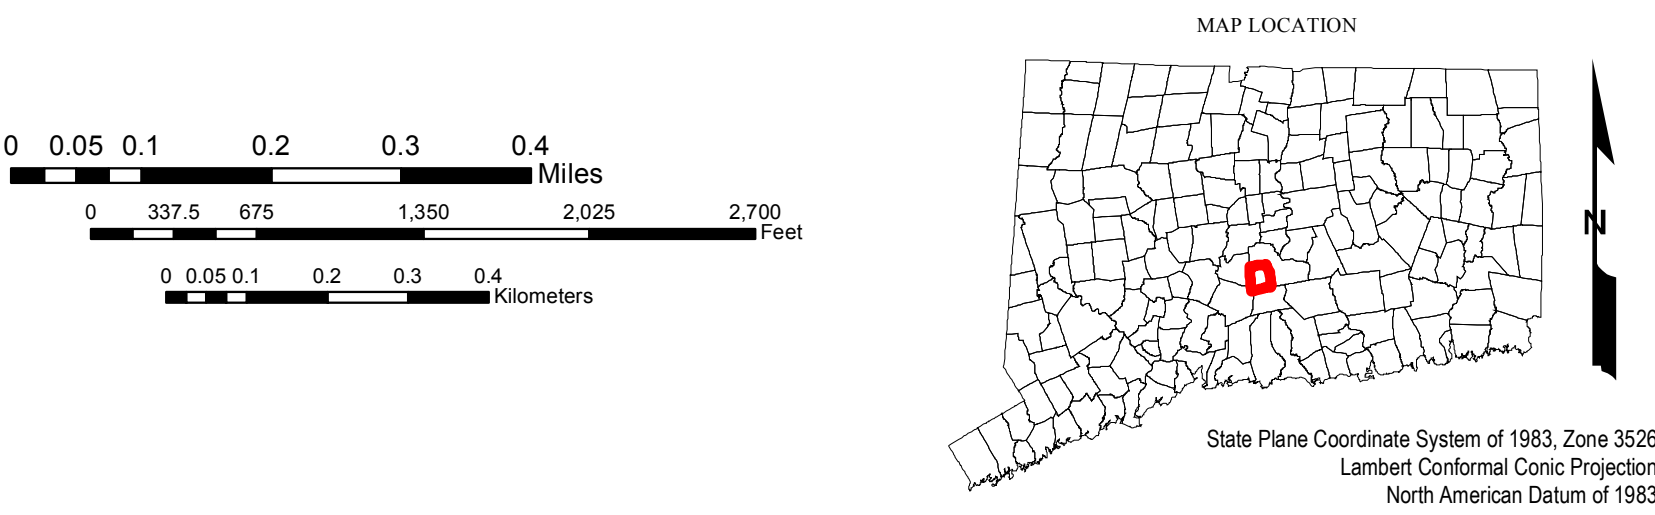 MAP LOCATION
0 0.05 0.1 0.2 0.3 0.4
Miles
0 337.5 675 1,350 2,025 2,700
Feet
0 0.05 0.1 0.2 0.3 0.4
Kilometers
N
State Plane Coordinate System of 1983, Zone 3526
Lambert Conformal Conic Projection
North American Datum of 1983